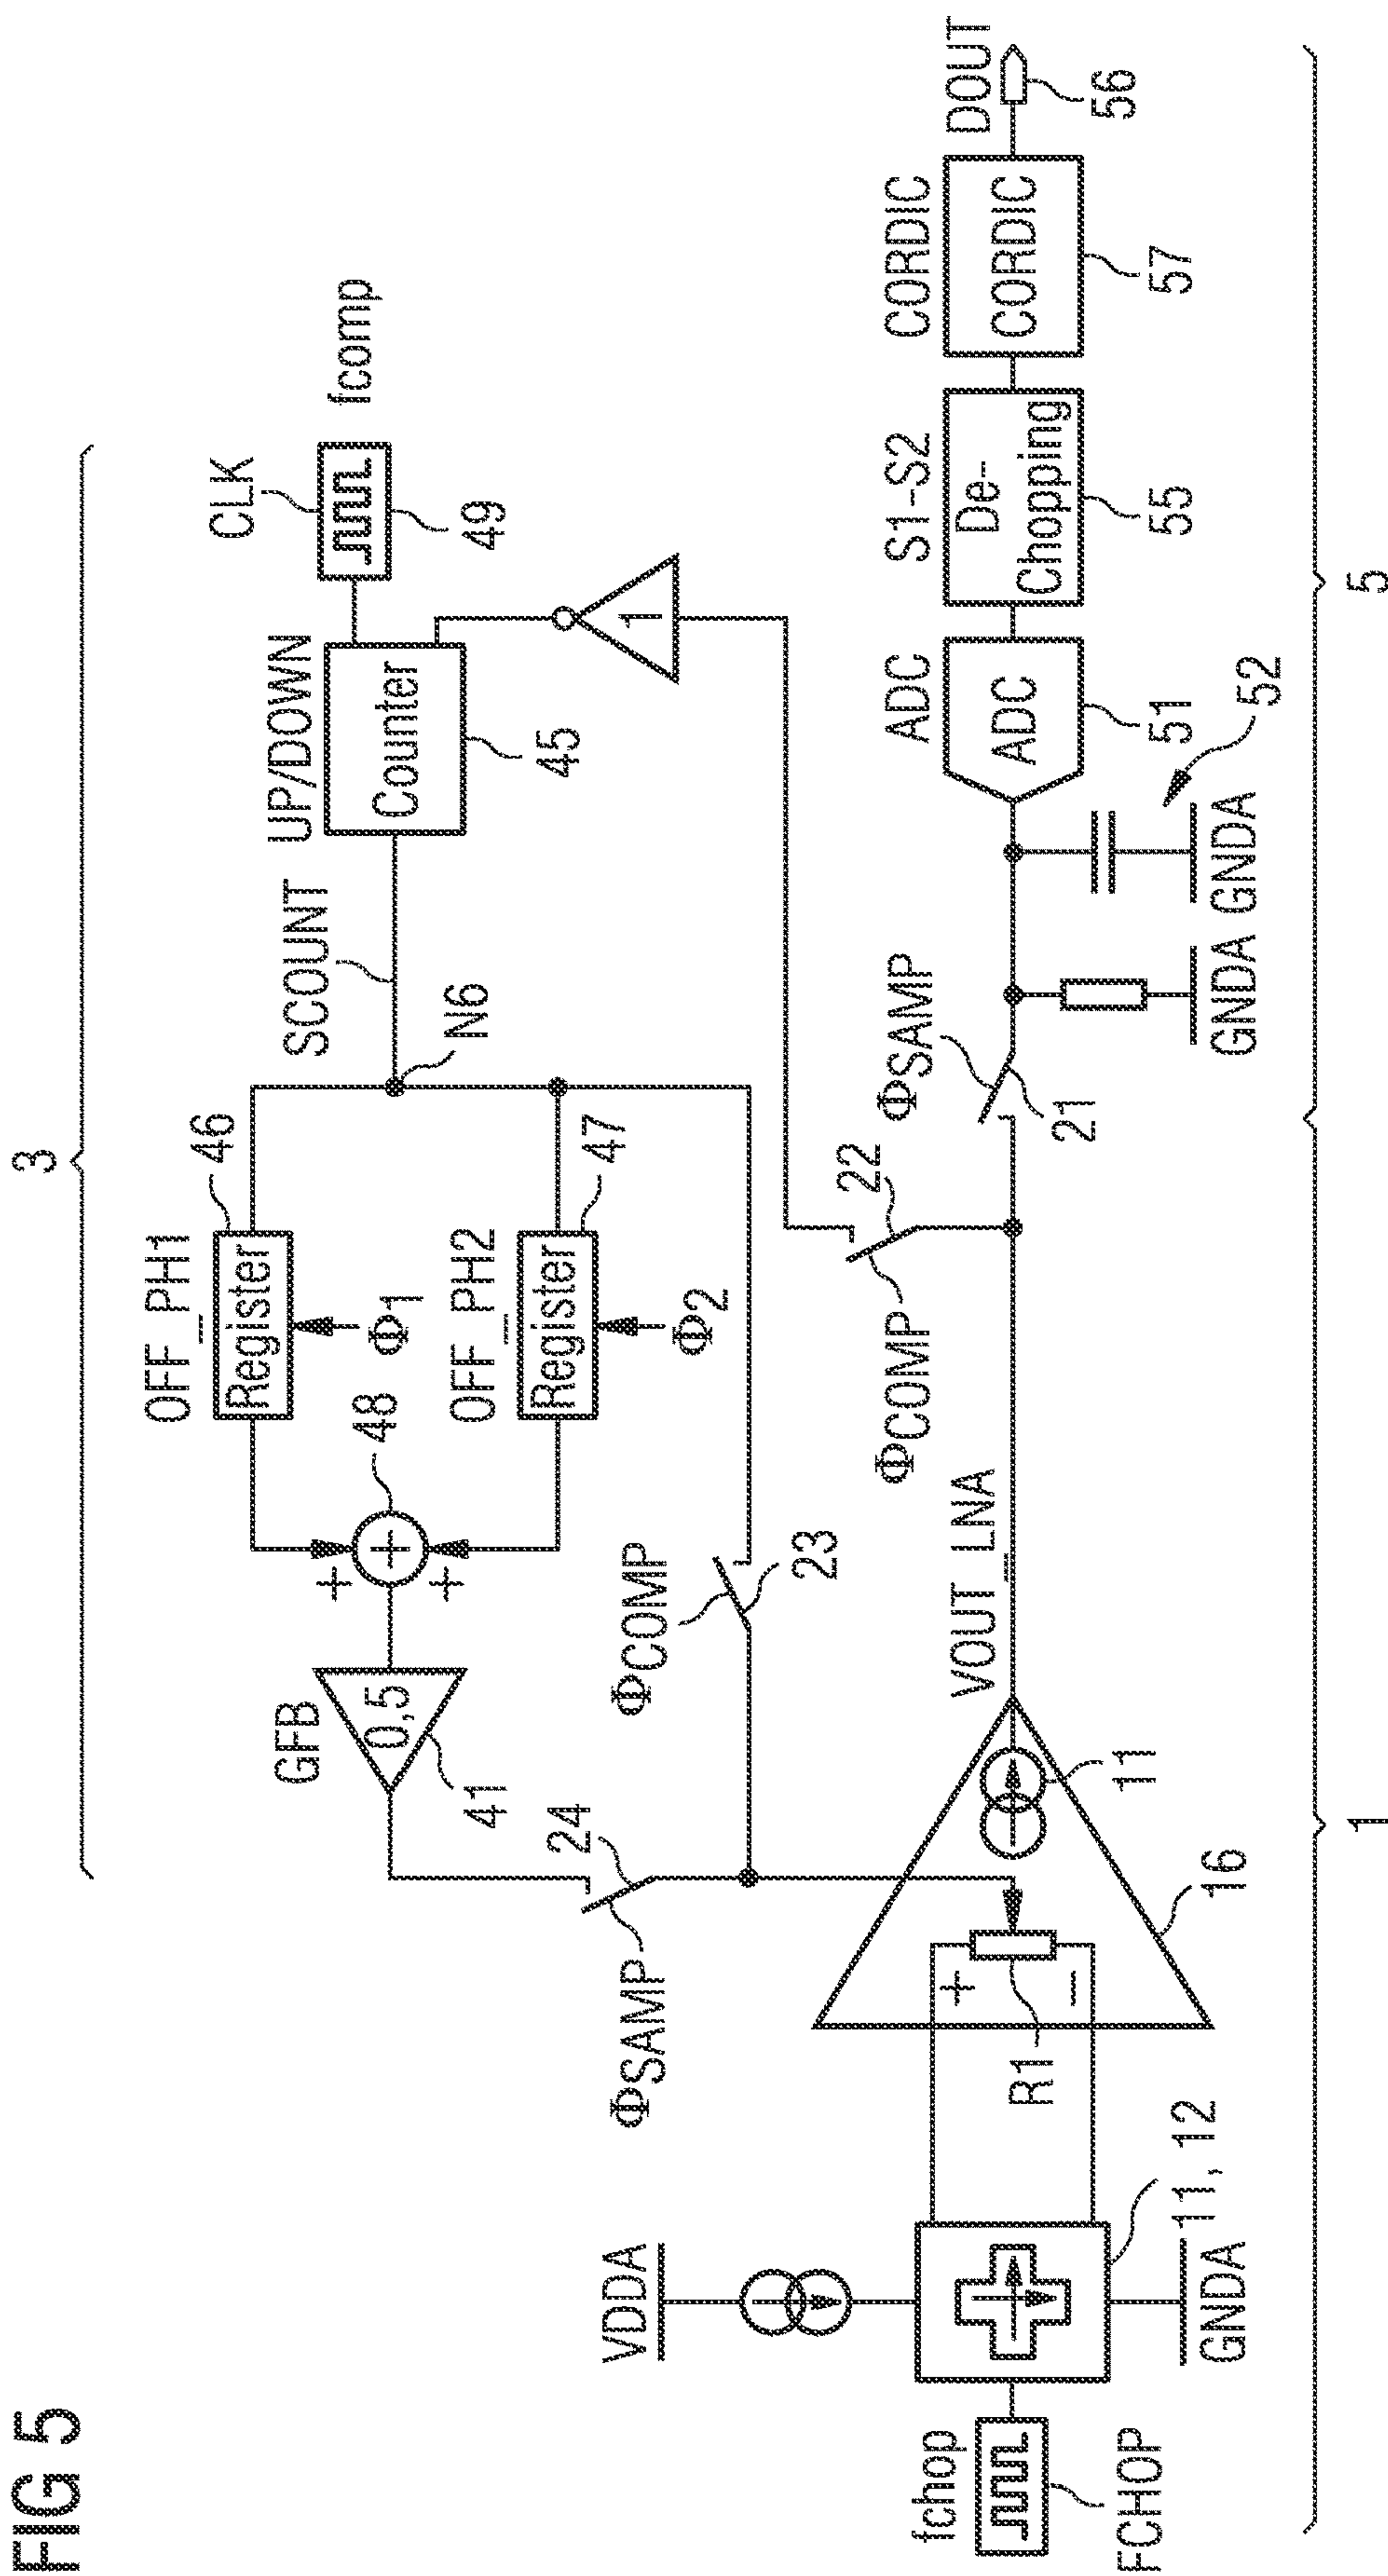 FIG 5
3
CLK
fcomp
49
UP/DOWN
Counter
45
1
SCOUNT
N6
OFF_PH1
Register
46
Φ1
OFF_PH2
Register
47
Φ2
48
+
+
+
GFB
0,5
41
24
ΦSAMP
ΦCOMP
23
ΦCOMP
22
ΦSAMP
21
VDDA
fchop
FCHOP
GNDA
11, 12
R1
+
–
16
11
VOUT_LNA
GNDA
GNDA
52
ADC
ADC
51
S1-S2
De-
Chopping
55
CORDIC
CORDIC
57
DOUT
56
1
5